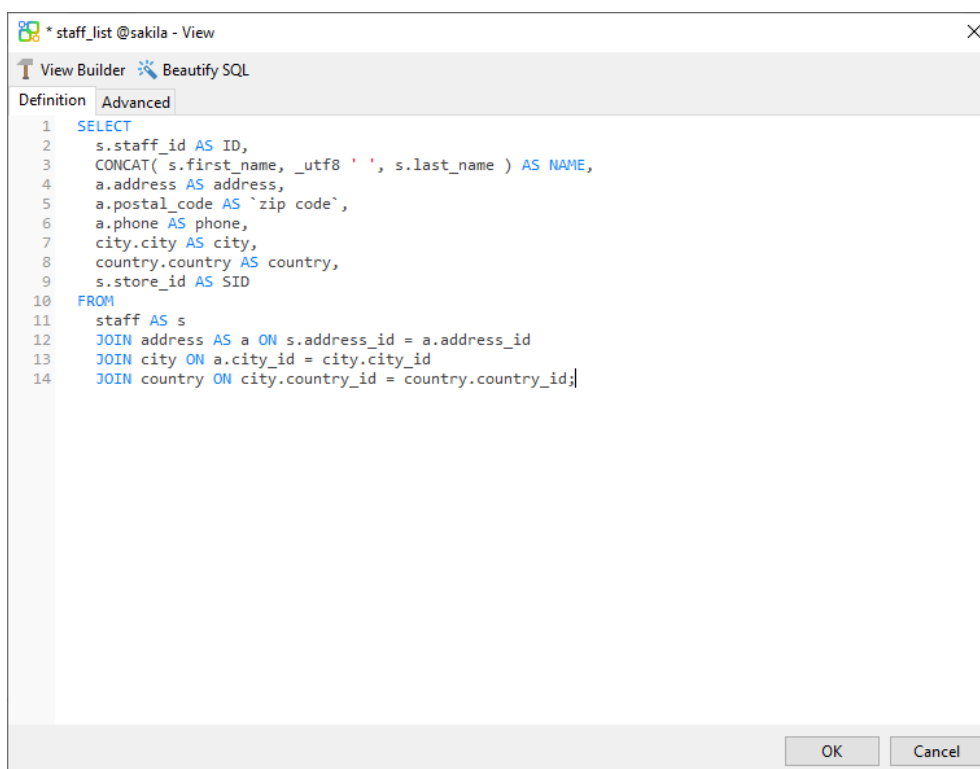 * staff_list @sakila - View
View Builder Beautify SQL
Definition Advanced
1 SELECT
2   s.staff_id AS ID,
3   CONCAT( s.first_name, _utf8 ' ', s.last_name ) AS NAME,
4   a.address AS address,
5   a.postal_code AS `zip code`,
6   a.phone AS phone,
7   city.city AS city,
8   country.country AS country,
9   s.store_id AS SID
10 FROM
11   staff AS s
12   JOIN address AS a ON s.address_id = a.address_id
13   JOIN city ON a.city_id = city.city_id
14   JOIN country ON city.country_id = country.country_id;
OK Cancel